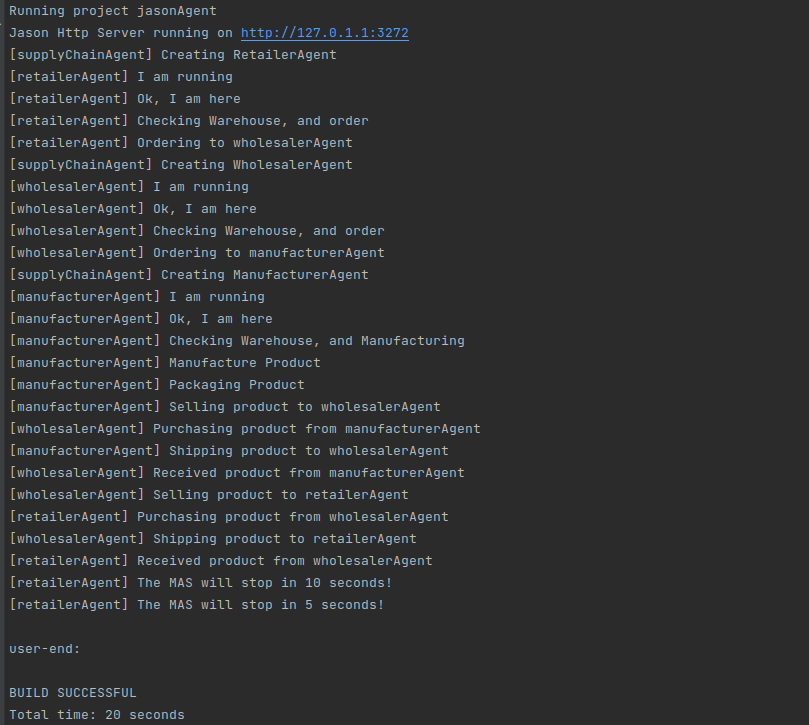 Running project jasonAgent
Jason Http Server running on http://127.0.1.1:3272
[supplyChainAgent] Creating RetailerAgent
[retailerAgent] I am running
[retailerAgent] Ok, I am here
[retailerAgent] Checking Warehouse, and order
[retailerAgent] Ordering to wholesalerAgent
[supplyChainAgent] Creating WholesalerAgent
[wholesalerAgent] I am running
[wholesalerAgent] Ok, I am here
[wholesalerAgent] Checking Warehouse, and order
[wholesalerAgent] Ordering to manufacturerAgent
[supplyChainAgent] Creating ManufacturerAgent
[manufacturerAgent] I am running
[manufacturerAgent] Ok, I am here
[manufacturerAgent] Checking Warehouse, and Manufacturing
[manufacturerAgent] Manufacture Product
[manufacturerAgent] Packaging Product
[manufacturerAgent] Selling product to wholesalerAgent
[wholesalerAgent] Purchasing product from manufacturerAgent
[manufacturerAgent] Shipping product to wholesalerAgent
[wholesalerAgent] Received product from manufacturerAgent
[wholesalerAgent] Selling product to retailerAgent
[retailerAgent] Purchasing product from wholesalerAgent
[wholesalerAgent] Shipping product to retailerAgent
[retailerAgent] Received product from wholesalerAgent
[retailerAgent] The MAS will stop in 10 seconds!
[retailerAgent] The MAS will stop in 5 seconds!
user-end:
BUILD SUCCESSFUL
Total time: 20 seconds